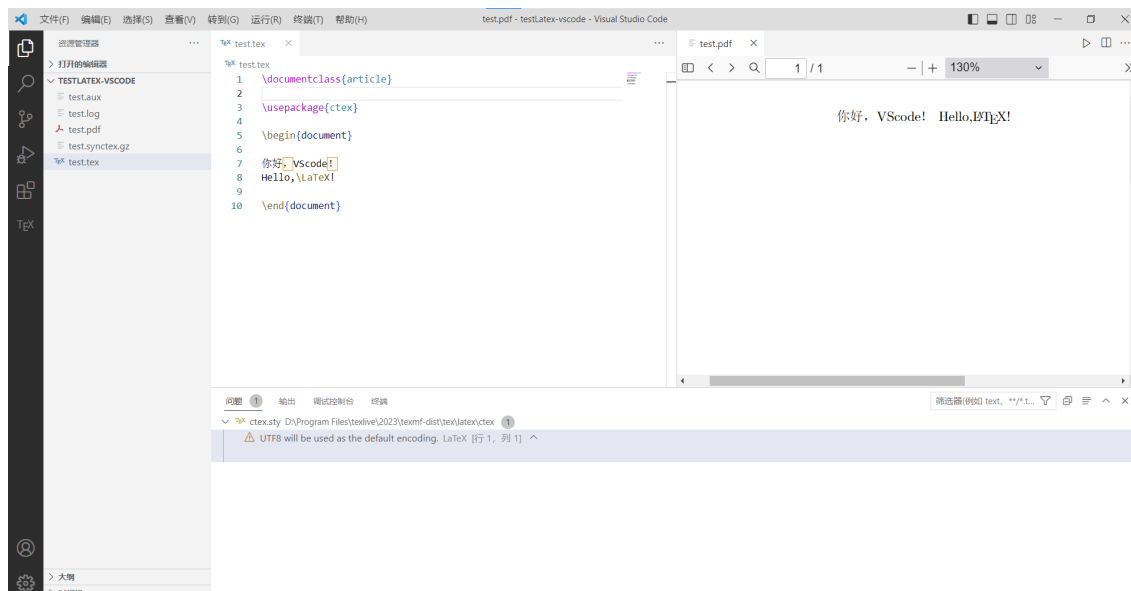 文件(F) 编辑(E) 选择(S) 查看(V) 转到(G) 运行(R) 终端(T) 帮助(H) test.pdf - testLatex-vscode - Visual Studio Code
资源管理器
打开的编辑器
TESTLATEX-VSCODE
test.aux
test.log
test.pdf
test.synctex.gz
TEX test.tex
TEX
大纲
TEX test.tex
TEX test.tex
1 \documentclass{article}
2
3 \usepackage{ctex}
4
5 \begin{document}
6
7 你好，VScode！
8 Hello,\LaTeX!
9
10 \end{document}
test.pdf
1 / 1 130%
你好，VScode！ Hello,LATEX!
问题 1 输出 调试控制台 终端 筛选器(例如 text、**/*.t...
TEX ctex.sty D:\Program Files\texlive\2023\texmf-dist\tex\latex\ctex 1
UTF8 will be used as the default encoding. LaTeX [行 1，列 1]